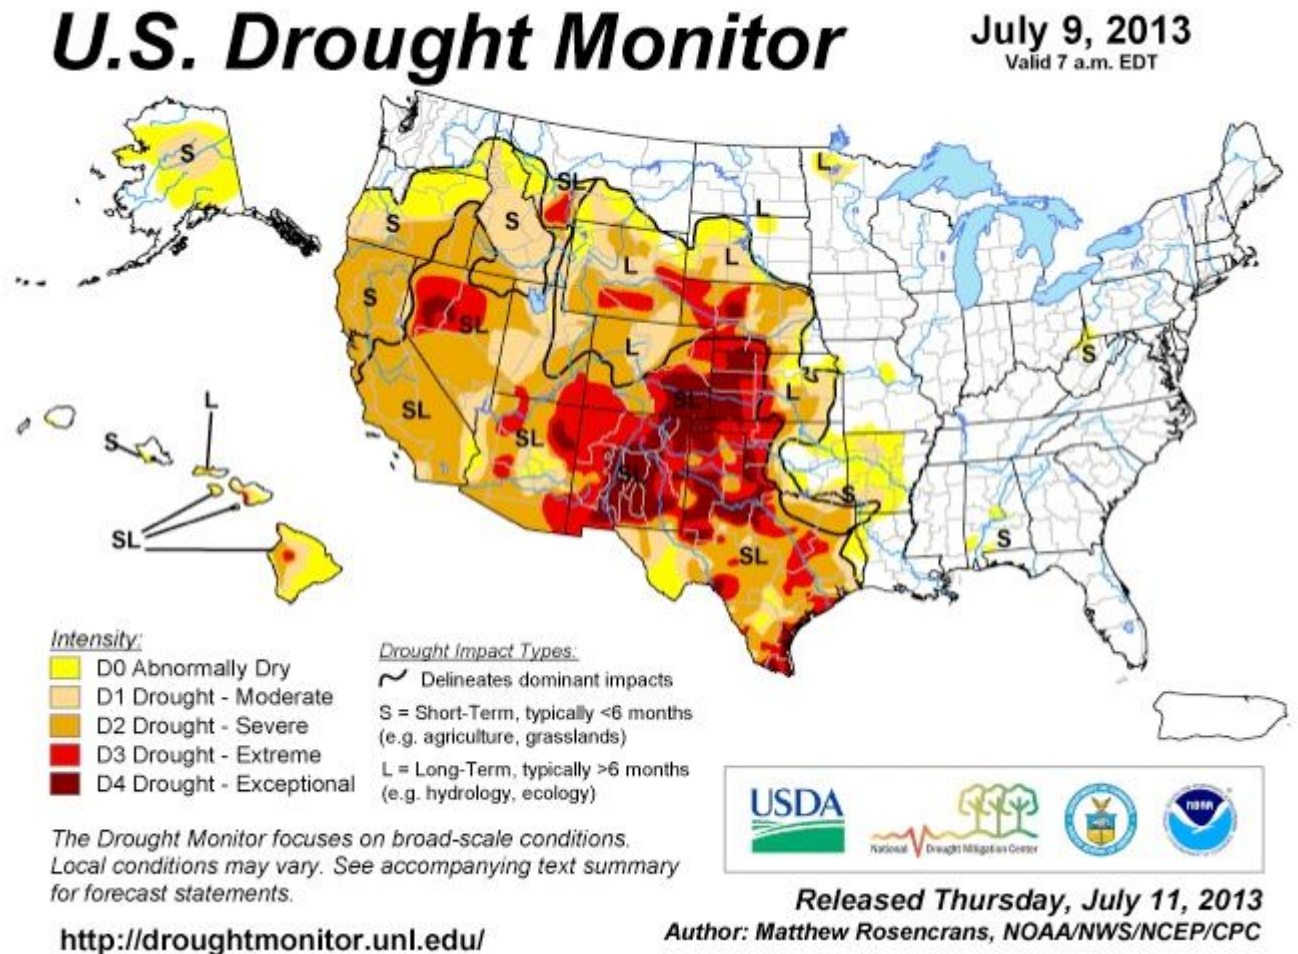 U.S. Drought Monitor
July 9, 2013
Valid 7 a.m. EDT
S
SL
L
S
S
L
L
L
S
SL
L
S
SL
L
SL
L
SL
S
S
SL
S
SL
L
S
SL
Intensity:
D0 Abnormally Dry
D1 Drought - Moderate
D2 Drought - Severe
D3 Drought - Extreme
D4 Drought - Exceptional
Drought Impact Types:
Delineates dominant impacts
S = Short-Term, typically <6 months
(e.g. agriculture, grasslands)
L = Long-Term, typically >6 months
(e.g. hydrology, ecology)
USDA
National Drought Mitigation Center
NOAA
The Drought Monitor focuses on broad-scale conditions.
Local conditions may vary. See accompanying text summary
for forecast statements.
http://droughtmonitor.unl.edu/
Released Thursday, July 11, 2013
Author: Matthew Rosencrans, NOAA/NWS/NCEP/CPC